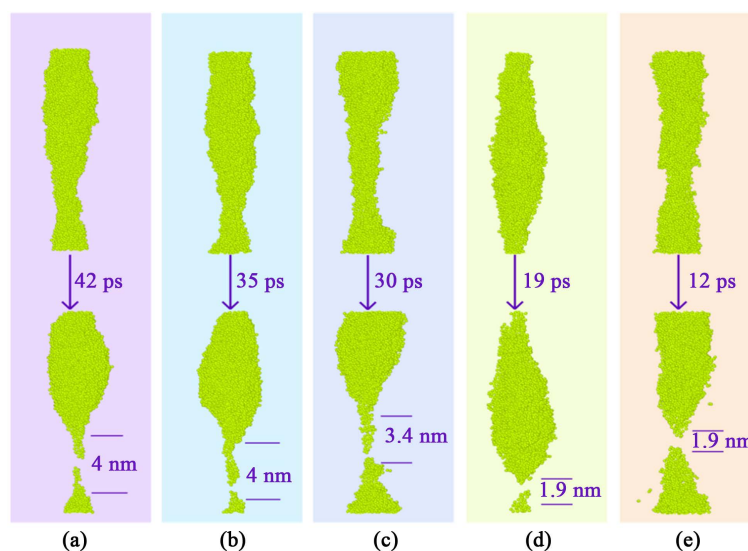 42 ps
35 ps
30 ps
19 ps
12 ps
4 nm
4 nm
3.4 nm
1.9 nm
1.9 nm
(a)
(b)
(c)
(d)
(e)